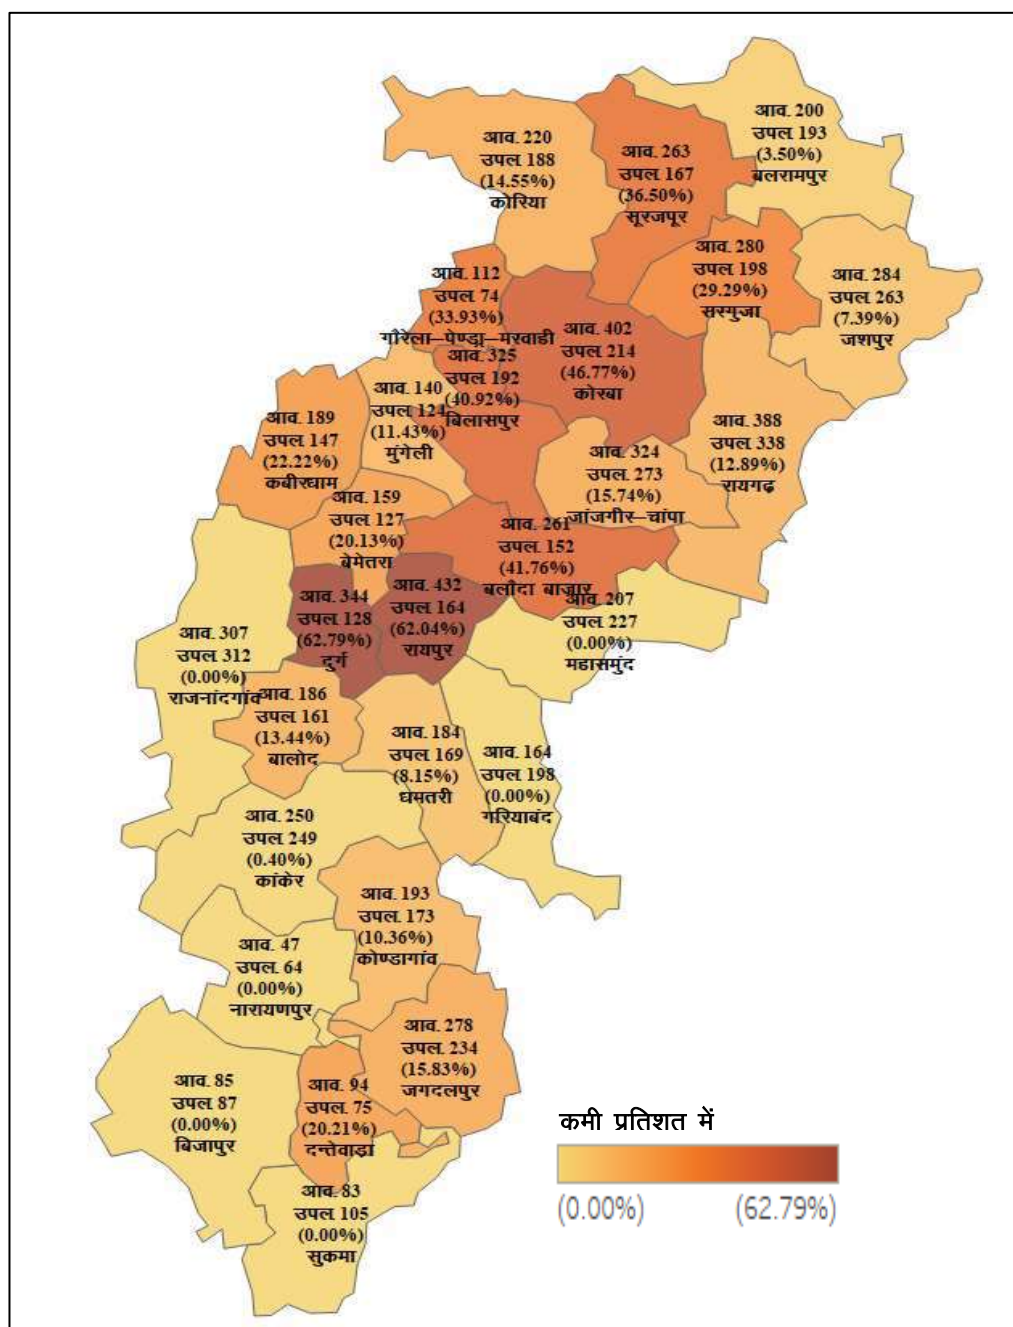 आव. 200
उपल. 193
(3.50%)
बलरामपुर
आव. 220
उपल. 188
(14.55%)
कोरिया
आव. 263
उपल. 167
(36.50%)
सूरजपूर
आव. 280
उपल. 198
(29.29%)
सरगुजा
आव. 284
उपल. 263
(7.39%)
जशपुर
आव. 112
उपल. 74
(33.93%)
गौरेला–पेण्ड्रा–मरवाडी
आव. 402
उपल. 214
(46.77%)
कोरबा
आव. 325
उपल. 192
(40.92%)
बिलासपुर
आव. 140
उपल. 124
(11.43%)
मुंगेली
आव. 189
उपल. 147
(22.22%)
कबीरधाम
आव. 388
उपल. 338
(12.89%)
रायगढ़
आव. 324
उपल. 273
(15.74%)
जांजगीर–चांपा
आव. 159
उपल. 127
(20.13%)
बेमेतरा
आव. 261
उपल. 152
(41.76%)
बलौदा बाजार
आव. 344
उपल. 128
(62.79%)
दुर्ग
आव. 432
उपल. 164
(62.04%)
रायपुर
आव. 207
उपल. 227
(0.00%)
महासमुंद
आव. 307
उपल. 312
(0.00%)
राजनांदगांव
आव. 186
उपल. 161
(13.44%)
बालोद
आव. 184
उपल. 169
(8.15%)
धमतरी
आव. 164
उपल. 198
(0.00%)
गरियाबंद
आव. 250
उपल. 249
(0.40%)
कांकेर
आव. 193
उपल. 173
(10.36%)
कोण्डागांव
आव. 47
उपल. 64
(0.00%)
नारायणपुर
आव. 278
उपल. 234
(15.83%)
जगदलपुर
आव. 85
उपल. 87
(0.00%)
बिजापुर
आव. 94
उपल. 75
(20.21%)
दन्तेवाड़ा
आव. 83
उपल. 105
(0.00%)
सुकमा
कमी प्रतिशत में
(0.00%) (62.79%)